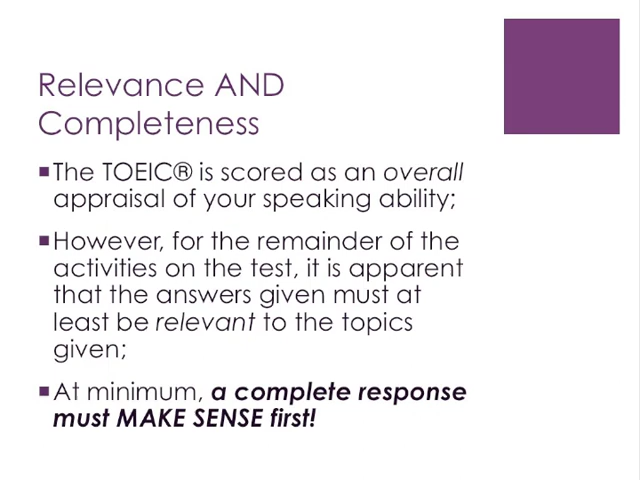 Relevance AND
Completeness
The TOEIC® is scored as an overall
appraisal of your speaking ability;
However, for the remainder of the
activities on the test, it is apparent
that the answers given must at
least be relevant to the topics
given;
At minimum, a complete response
must MAKE SENSE first!